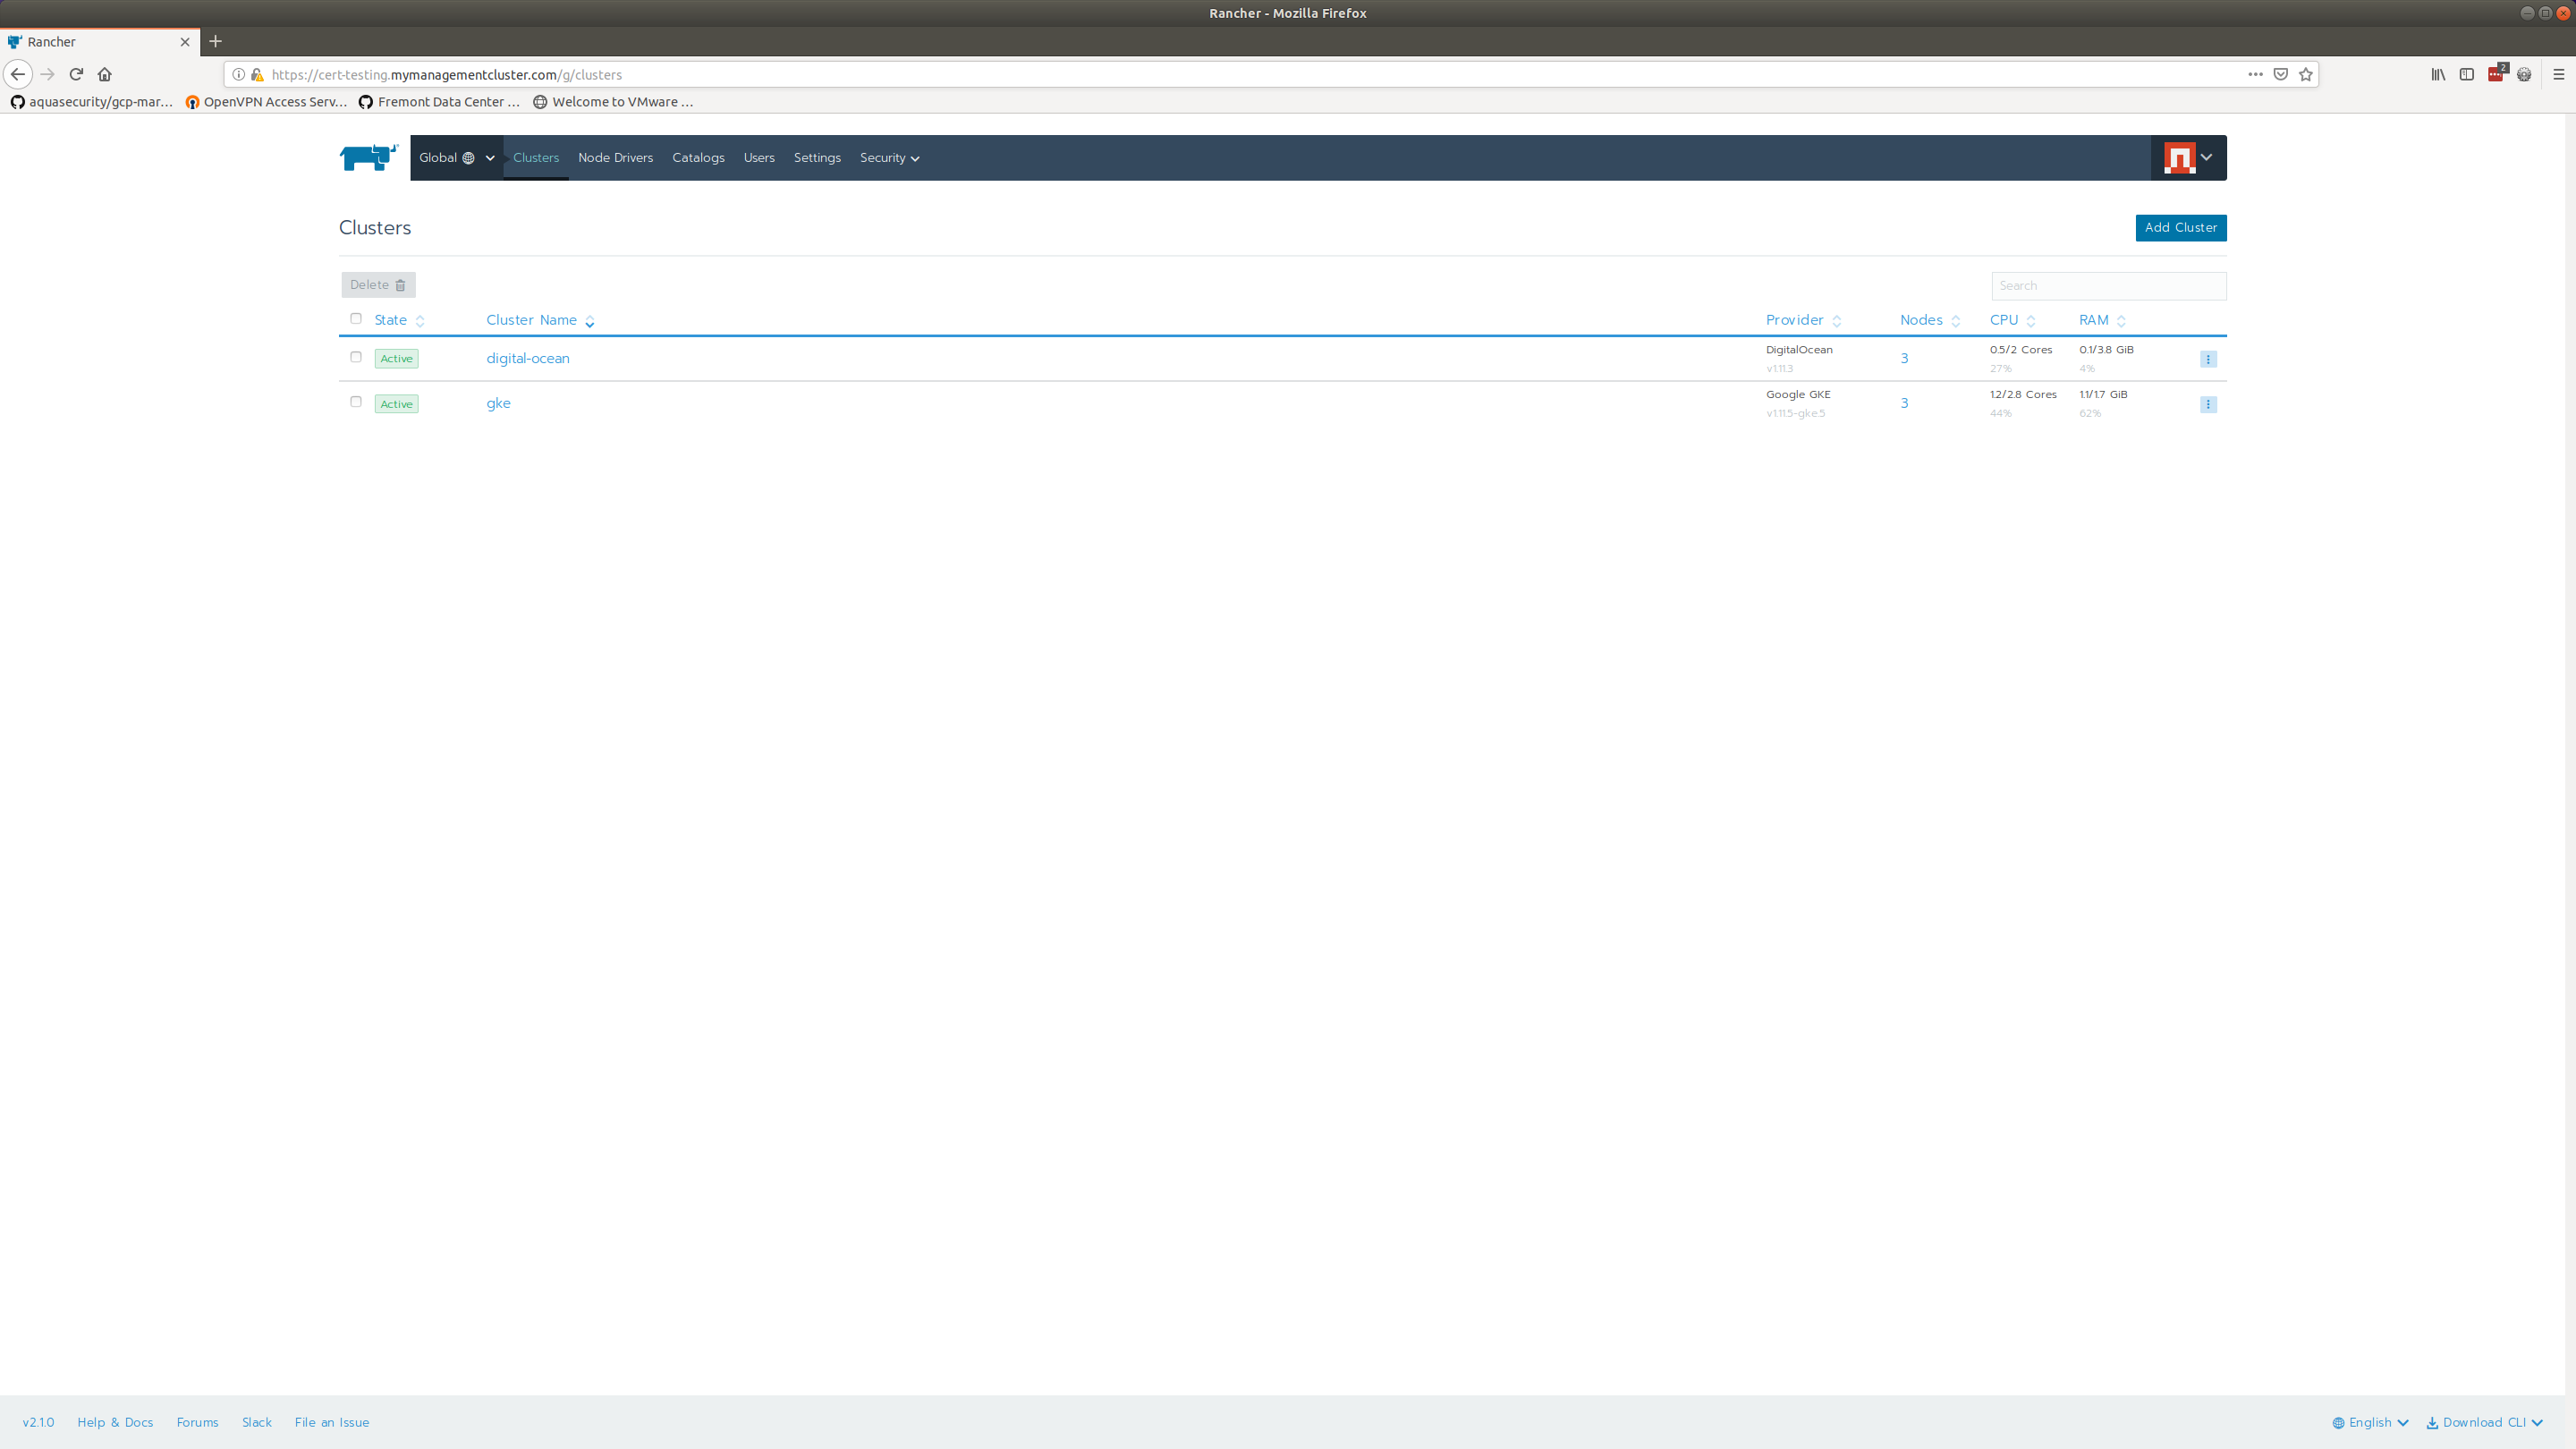 Rancher - Mozilla Firefox
Rancher
https://cert-testing.mymanagementcluster.com/g/clusters
2
aquasecurity/gcp-mar… OpenVPN Access Serv… Fremont Data Center … Welcome to VMware …
Global Clusters Node Drivers Catalogs Users Settings Security
Clusters Add Cluster
Delete Search
State Cluster Name Provider Nodes CPU RAM
Active digital-ocean DigitalOcean 3 0.5/2 Cores 0.1/3.8 GiB
v1.11.3 27% 4%
Active gke Google GKE 3 1.2/2.8 Cores 1.1/1.7 GiB
v1.11.5-gke.5 44% 62%
v2.1.0 Help & Docs Forums Slack File an Issue English Download CLI